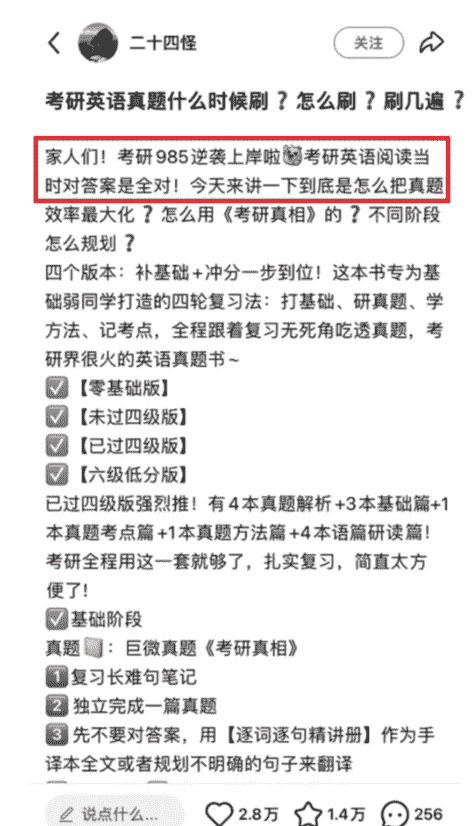 二十四怪
关注
考研英语真题什么时候刷？怎么刷？刷几遍？
家人们！考研985逆袭上岸啦考研英语阅读当
时对答案是全对！今天来讲一下到底是怎么把真题
效率最大化？怎么用《考研真相》的？不同阶段
怎么规划？
四个版本：补基础+冲分一步到位！这本书专为基
础弱同学打造的四轮复习法：打基础、研真题、学
方法、记考点，全程跟着复习无死角吃透真题，考
研界很火的英语真题书~
☑【零基础版】
☑【未过四级版】
☑【已过四级版】
☑【六级低分版】
已过四级版强烈推！有4本真题解析+3本基础篇+1
本真题考点篇+1本真题方法篇+4本语篇研读篇！
考研全程用这一套就够了，扎实复习，简直太方
便了!
☑基础阶段
真题：巨微真题《考研真相》
1复习长难句笔记
2 独立完成一篇真题
3 先不要对答案，用【逐词逐句精讲册】作为手
译本全文或者规划不明确的句子来翻译
说点什么... 2.8万 1.4万 256